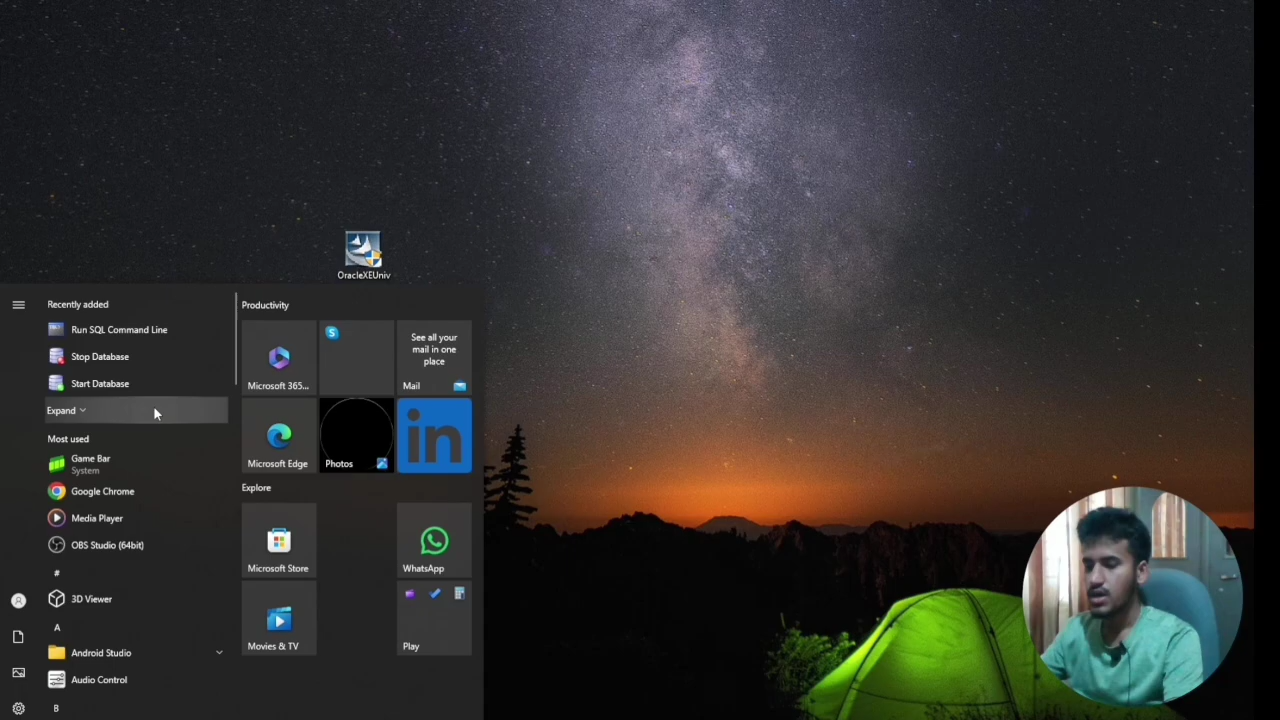 OracleXEUniv
Recently added
Run SQL Command Line
Stop Database
Start Database
Expand
Most used
Game Bar
System
Google Chrome
Media Player
OBS Studio (64bit)
#
3D Viewer
A
Android Studio
Audio Control
B
Productivity
Microsoft 365...
See all your
mail in one
place
Mail
Microsoft Edge
Photos
in
Explore
Microsoft Store
WhatsApp
Movies & TV
Play